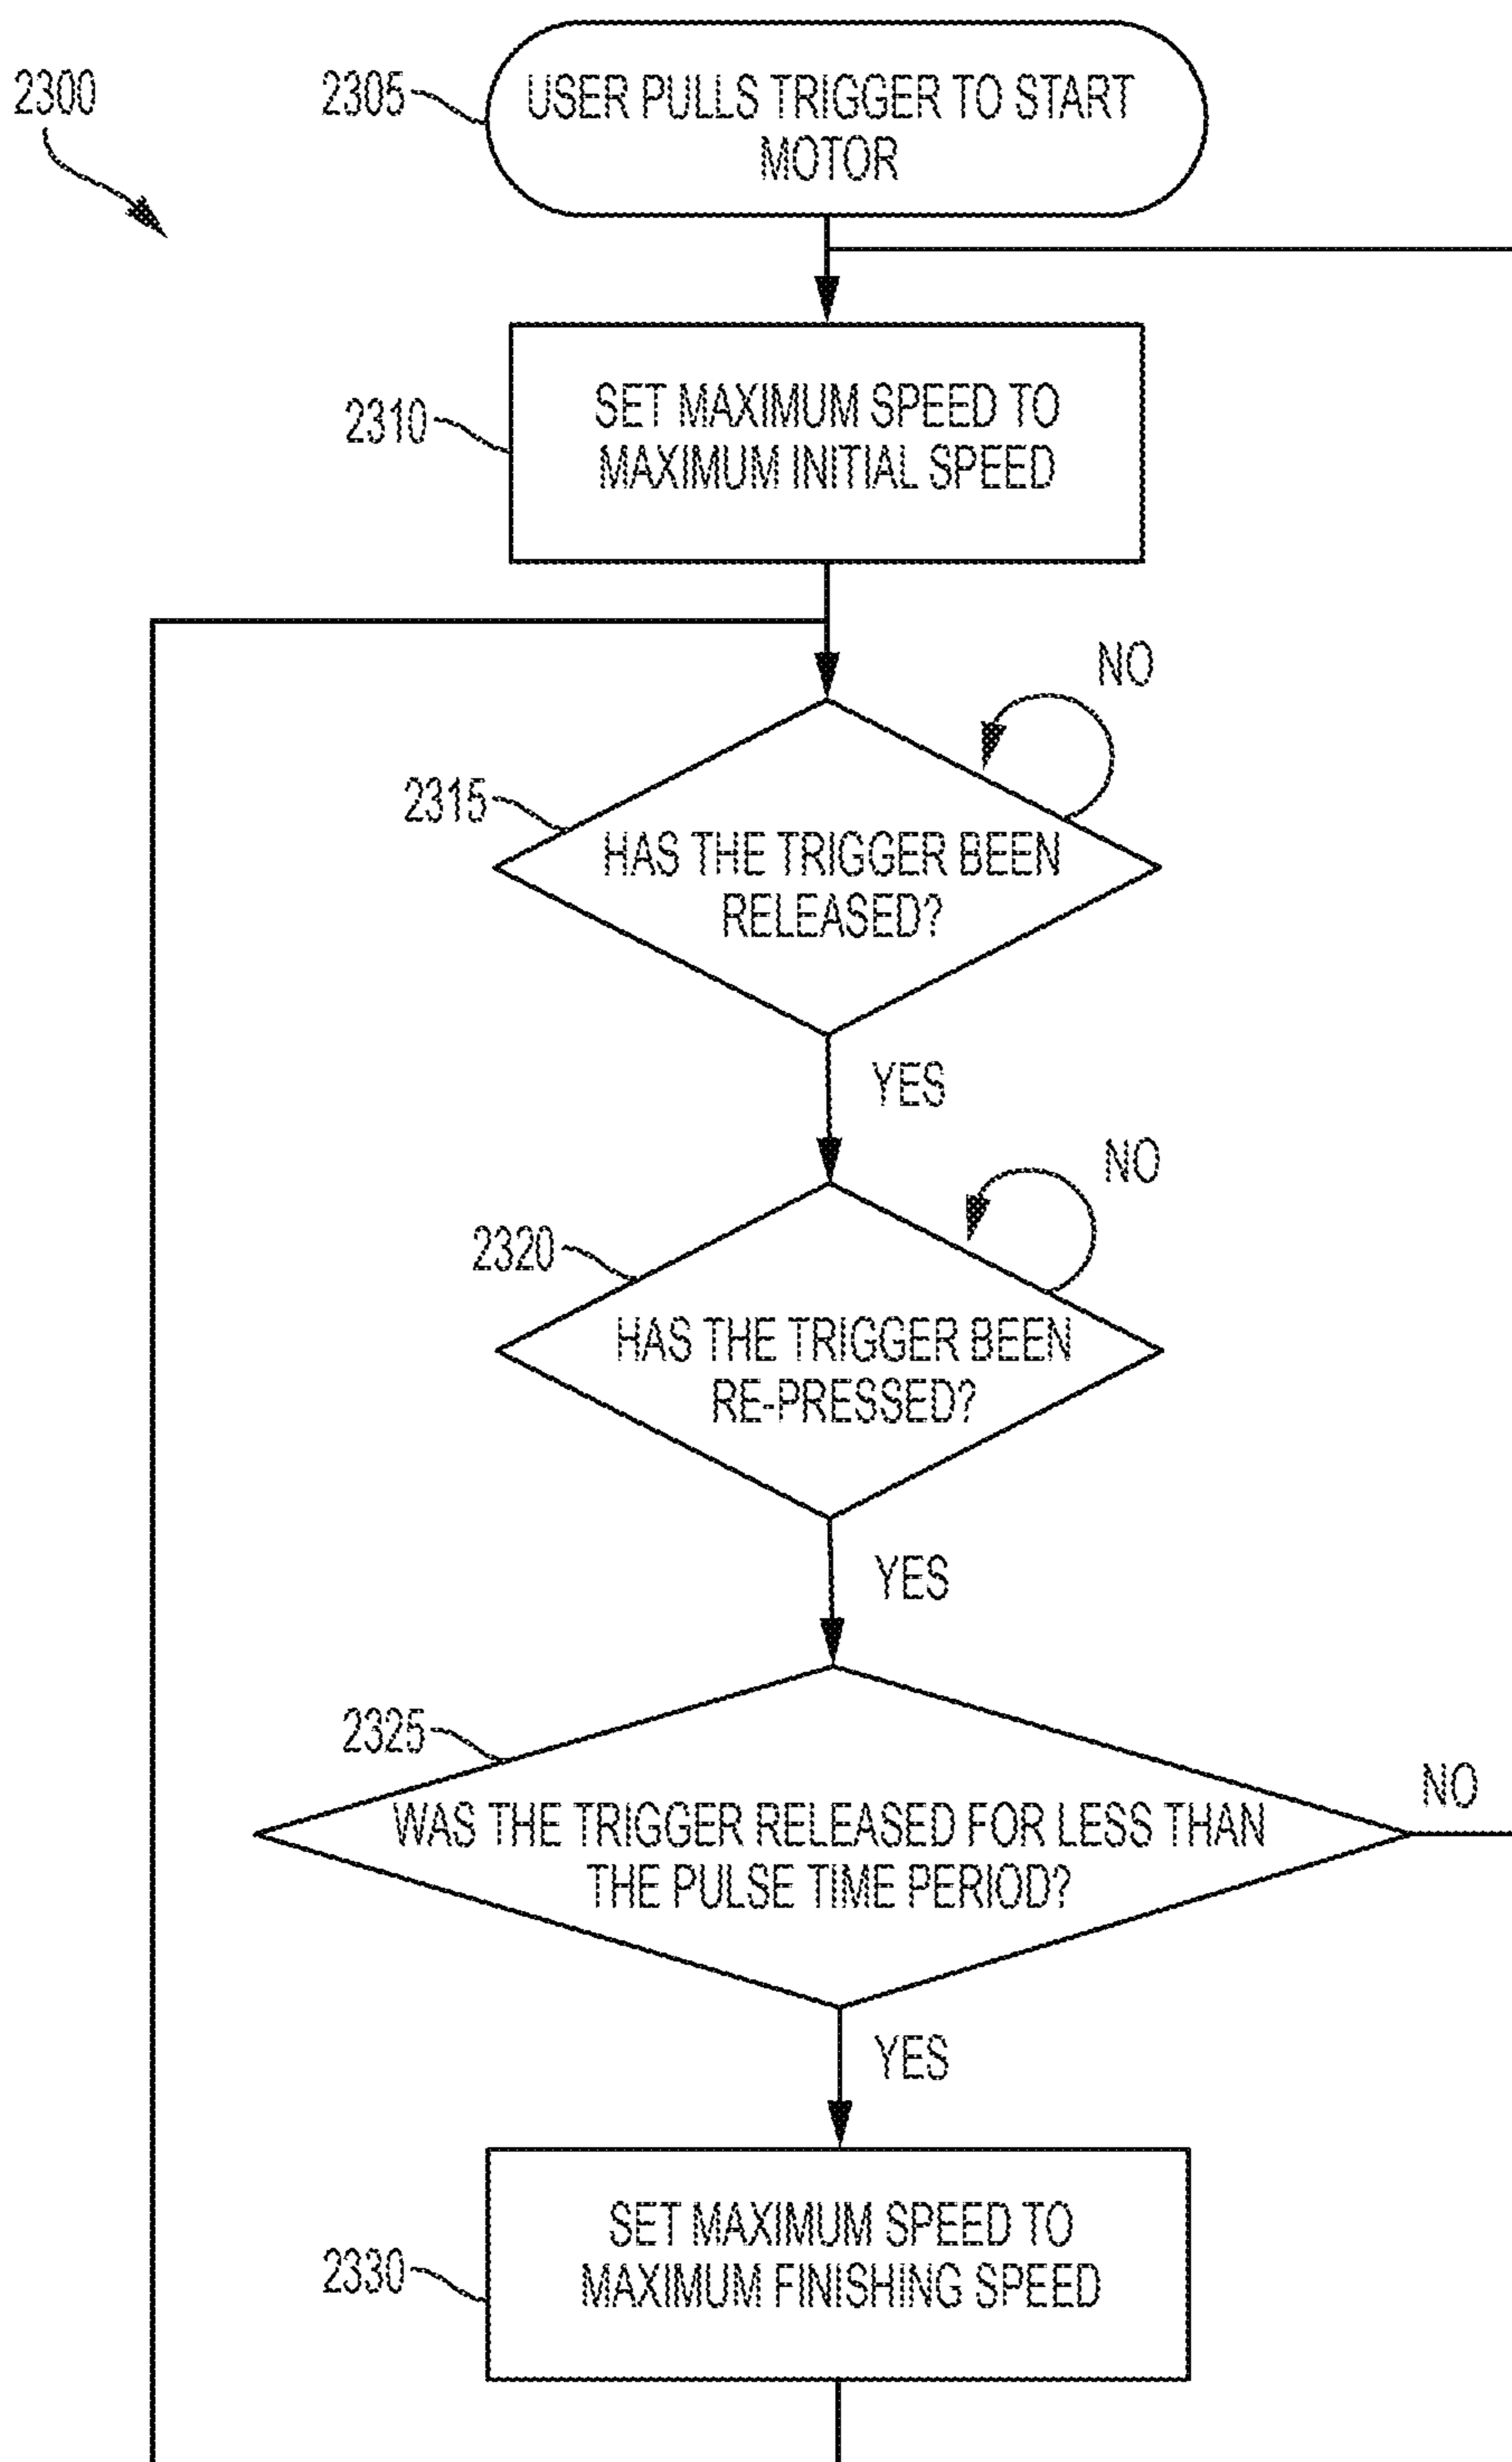 2300
2305
USER PULLS TRIGGER TO START
MOTOR
2310
SET MAXIMUM SPEED TO
MAXIMUM INITIAL SPEED
NO
2315
HAS THE TRIGGER BEEN
RELEASED?
YES
NO
2320
HAS THE TRIGGER BEEN
RE-PRESSED?
YES
2325
NO
WAS THE TRIGGER RELEASED FOR LESS THAN
THE PULSE TIME PERIOD?
YES
SET MAXIMUM SPEED TO
2330
MAXIMUM FINISHING SPEED